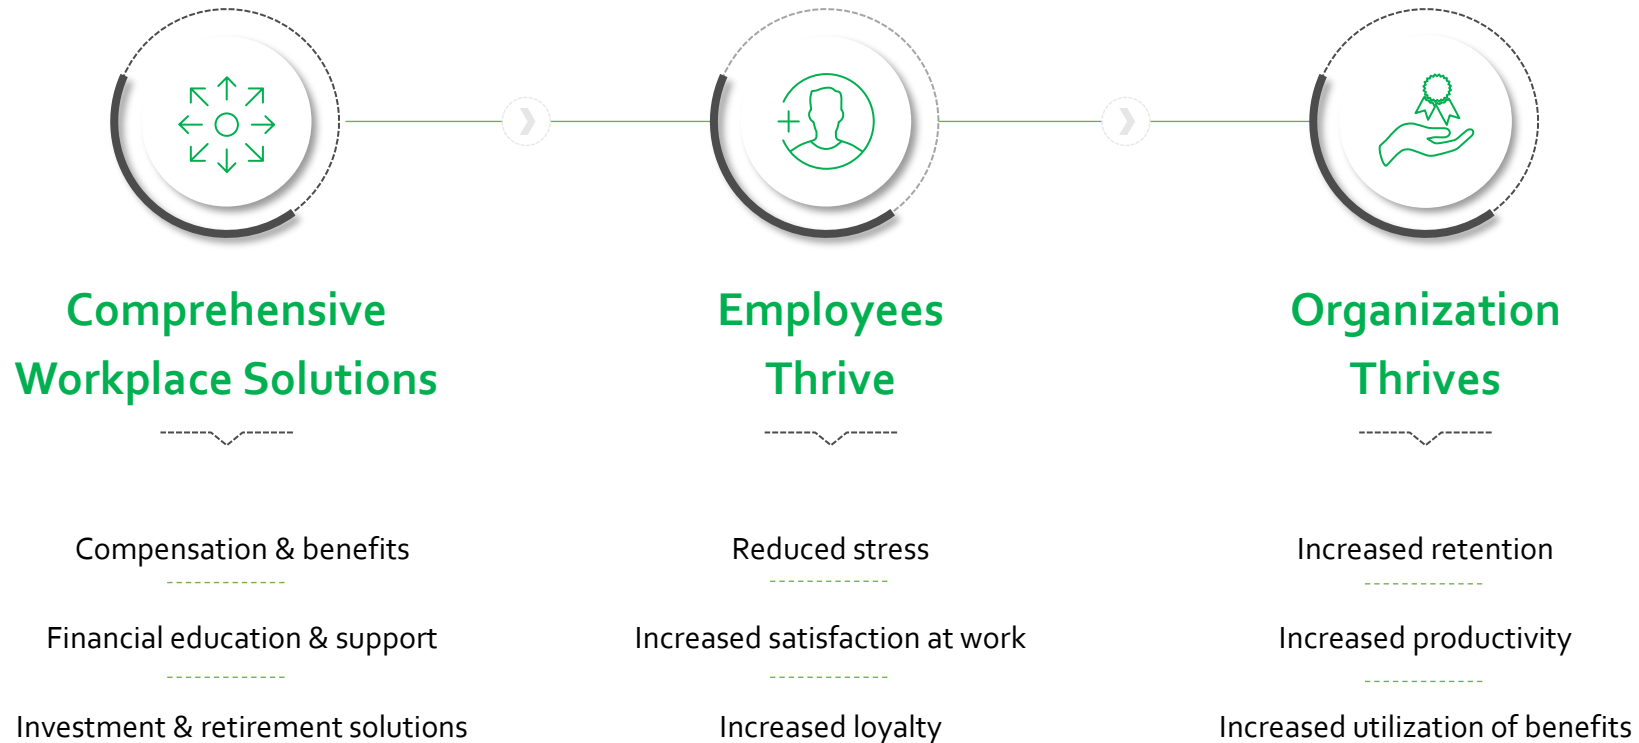 Comprehensive
Workplace Solutions
Compensation & benefits
Financial education & support
Investment & retirement solutions
Employees
Thrive
Reduced stress
Increased satisfaction at work
Increased loyalty
Organization
Thrives
Increased retention
Increased productivity
Increased utilization of benefits